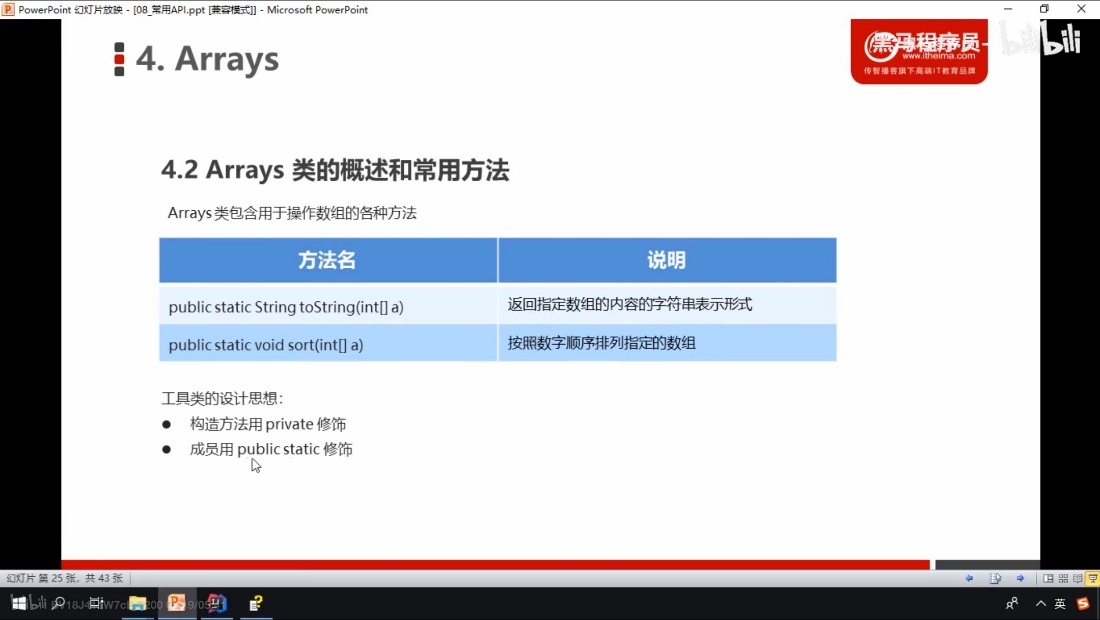 PowerPoint 幻灯片放映 - [08_常用API.ppt [兼容模式]] - Microsoft PowerPoint
4. Arrays
黑马程序员
www.itheima.com
传智播客旗下高端IT教育品牌
bilibili
4.2 Arrays 类的概述和常用方法
Arrays 类包含用于操作数组的各种方法
方法名 说明
public static String toString(int[] a) 返回指定数组的内容的字符串表示形式
public static void sort(int[] a) 按照数字顺序排列指定的数组
工具类的设计思想：
● 构造方法用 private 修饰
● 成员用 public static 修饰
幻灯片 第 25 张，共 43 张
英